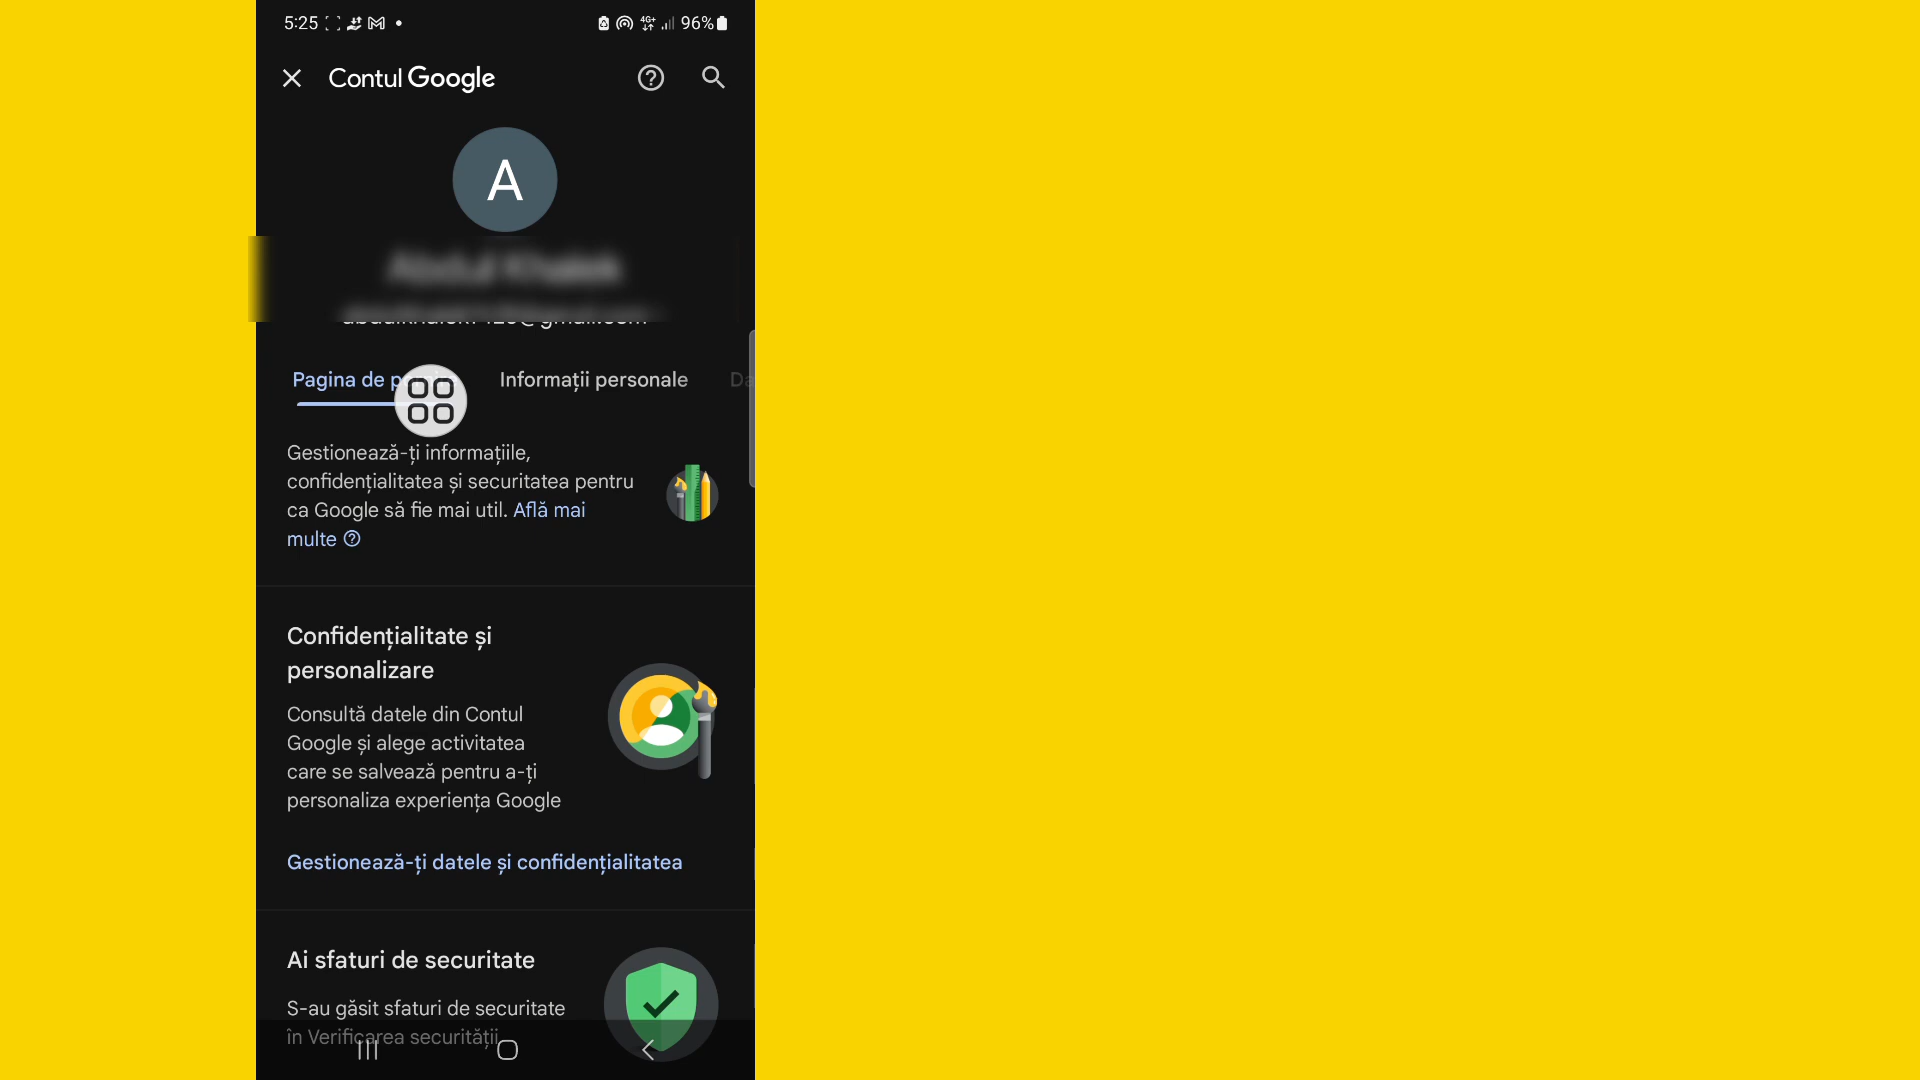 5:25
4G+ 96%
Contul Google
A
Abdul Khalek
Pagina de
Informații personale
Gestionează-ți informațiile,
confidențialitatea și securitatea pentru
ca Google să fie mai util. Află mai
multe
Confidențialitate și
personalizare
Consultă datele din Contul
Google și alege activitatea
care se salvează pentru a-ți
personaliza experiența Google
Gestionează-ți datele și confidențialitatea
Ai sfaturi de securitate
S-au găsit sfaturi de securitate
în Verificarea securității